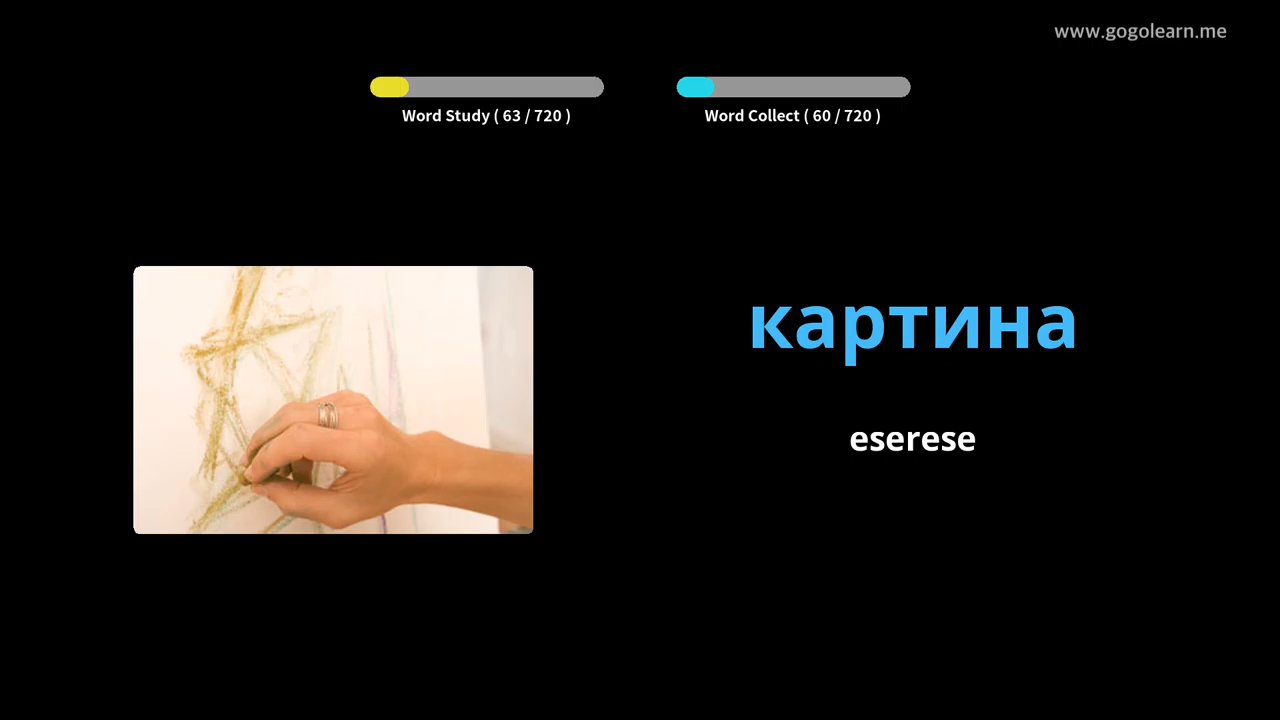 www.gogolearn.me
Word Study ( 63 / 720 )
Word Collect ( 60 / 720 )
картина
eserese